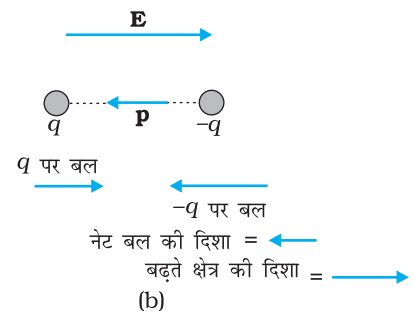 E
q
p
–q
q पर बल
–q पर बल
नेट बल की दिशा =
बढ़ते क्षेत्र की दिशा =
(b)